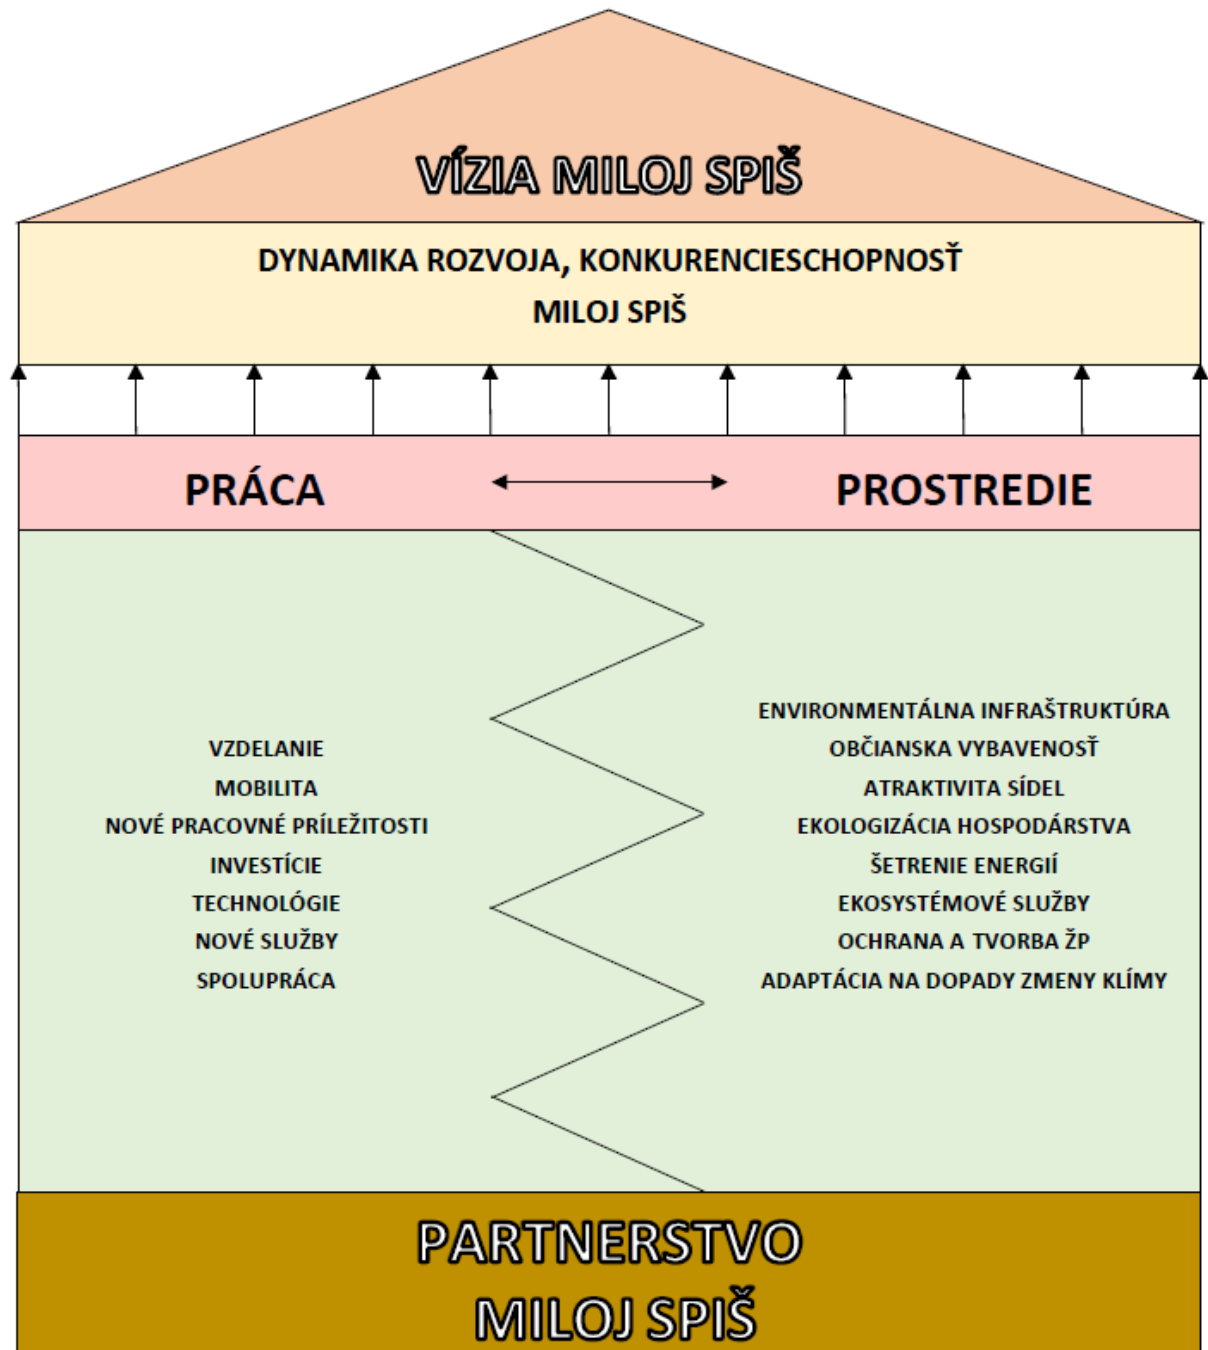 VÍZIA MILOJ SPIŠ
DYNAMIKA ROZVOJA, KONKURENCIESCHOPNOSŤ
MILOJ SPIŠ
PRÁCA
PROSTREDIE
VZDELANIE
MOBILITA
NOVÉ PRACOVNÉ PRÍLEŽITOSTI
INVESTÍCIE
TECHNOLÓGIE
NOVÉ SLUŽBY
SPOLUPRÁCA
ENVIRONMENTÁLNA INFRAŠTRUKTÚRA
OBČIANSKA VYBAVENOSŤ
ATRAKTIVITA SÍDEL
EKOLOGIZÁCIA HOSPODÁRSTVA
ŠETRENIE ENERGIÍ
EKOSYSTÉMOVÉ SLUŽBY
OCHRANA A TVORBA ŽP
ADAPTÁCIA NA DOPADY ZMENY KLÍMY
PARTNERSTVO
MILOJ SPIŠ